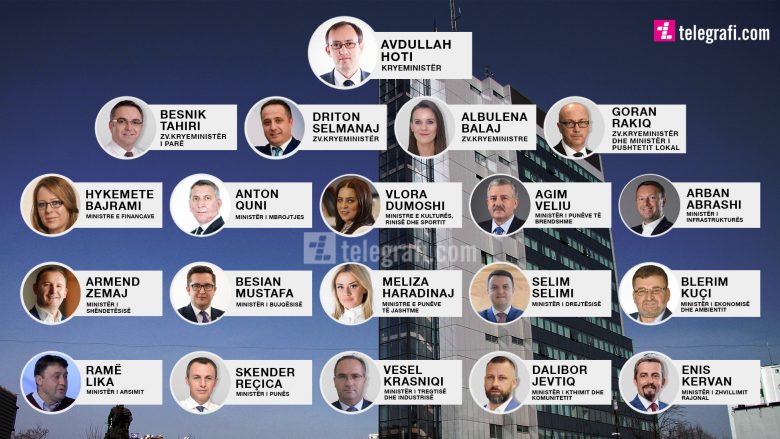 telegrafi.com
AVDULLAH
HOTI
KRYEMINISTËR
BESNIK
TAHIRI
ZV.KRYEMINISTËR
I PARË
DRITON
SELMANAJ
ZV.KRYEMINISTËR
ALBULENA
BALAJ
ZV.KRYEMINISTRE
GORAN
RAKIQ
ZV.KRYEMINISTËR
DHE MINISTËR I
PUSHTETIT LOKAL
HYKEMETE
BAJRAMI
MINISTRE E FINANCAVE
ANTON
QUNI
MINISTËR I MBROJTJES
VLORA
DUMOSHI
MINISTRE E KULTURËS,
RINISË DHE SPORTIT
AGIM
VELIU
MINISTËR I PUNËVE TË
BRENDSHME
ARBAN
ABRASHI
MINISTËR I
INFRASTRUKTURËS
telegrafi.com
ARMEND
ZEMAJ
MINISTËR I
SHËNDETËSISË
BESIAN
MUSTAFA
MINISTËR I BUJQËSISË
MELIZA
HARADINAJ
MINISTRE E PUNËVE
TË JASHTME
SELIM
SELIMI
MINISTËR I DREJTËSISË
BLERIM
KUÇI
MINISTËR I EKONOMISË
DHE AMBIENTIT
RAMË
LIKA
MINISTËR I ARSIMIT
SKENDER
REÇICA
MINISTËR I PUNËS
VESEL
KRASNIQI
MINISTËR I TREGTISË
DHE INDUSTRISË
DALIBOR
JEVTIQ
MINISTËR I KTHIMIT DHE
KOMUNITETIT
ENIS
KERVAN
MINISTËR I ZHVILLIMIT
RAJONAL